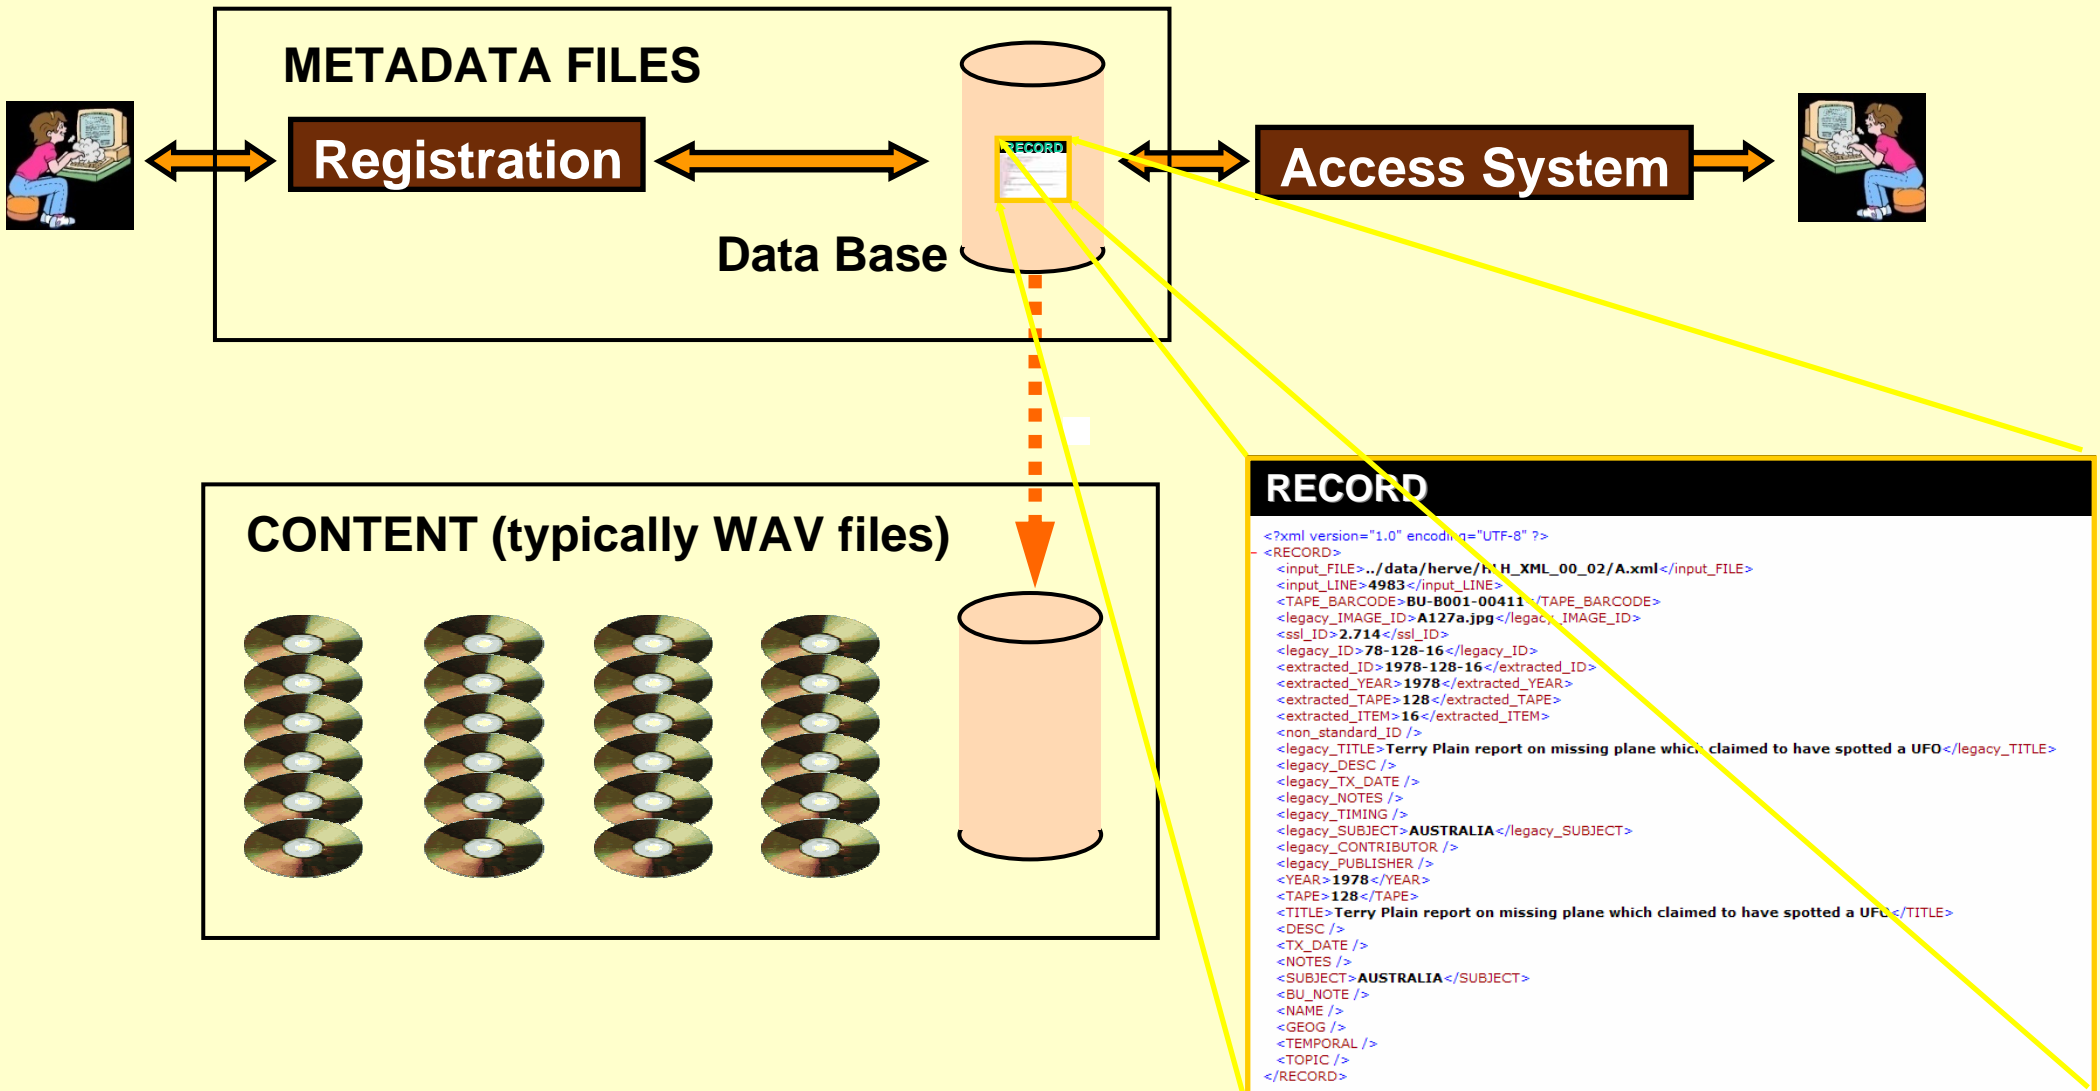 METADATA FILES
Registration
RECORD
Access System
Data Base
CONTENT (typically WAV files)
RECORD
<?xml version="1.0" encoding="UTF-8" ?>
- <RECORD>
<input_FILE>../data/herve/HLH_XML_00_02/A.xml</input_FILE>
<input_LINE>4983</input_LINE>
<TAPE_BARCODE>BU-B001-00411</TAPE_BARCODE>
<legacy_IMAGE_ID>A127a.jpg</legacy_IMAGE_ID>
<ssl_ID>2.714</ssl_ID>
<legacy_ID>78-128-16</legacy_ID>
<extracted_ID>1978-128-16</extracted_ID>
<extracted_YEAR>1978</extracted_YEAR>
<extracted_TAPE>128</extracted_TAPE>
<extracted_ITEM>16</extracted_ITEM>
<non_standard_ID />
<legacy_TITLE>Terry Plain report on missing plane which claimed to have spotted a UFO</legacy_TITLE>
<legacy_DESC />
<legacy_TX_DATE />
<legacy_NOTES />
<legacy_TIMING />
<legacy_SUBJECT>AUSTRALIA</legacy_SUBJECT>
<legacy_CONTRIBUTOR />
<legacy_PUBLISHER />
<YEAR>1978</YEAR>
<TAPE>128</TAPE>
<TITLE>Terry Plain report on missing plane which claimed to have spotted a UFO</TITLE>
<DESC />
<TX_DATE />
<NOTES />
<SUBJECT>AUSTRALIA</SUBJECT>
<BU_NOTE />
<NAME />
<GEOG />
<TEMPORAL />
<TOPIC />
</RECORD>